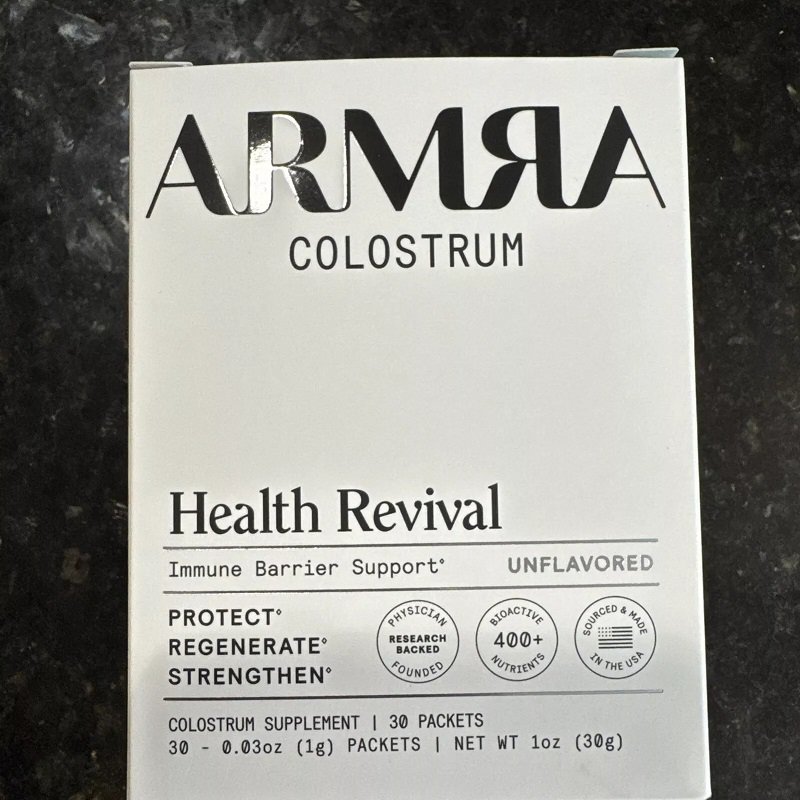 ARMЯA
COLOSTRUM
Health Revival
Immune Barrier Support° UNFLAVORED
PROTECT°
REGENERATE°
STRENGTHEN°
PHYSICIAN
RESEARCH
BACKED
FOUNDED
BIOACTIVE
400+
NUTRIENTS
SOURCED & MADE
IN THE USA
COLOSTRUM SUPPLEMENT | 30 PACKETS
30 - 0.03oz (1g) PACKETS | NET WT 1oz (30g)